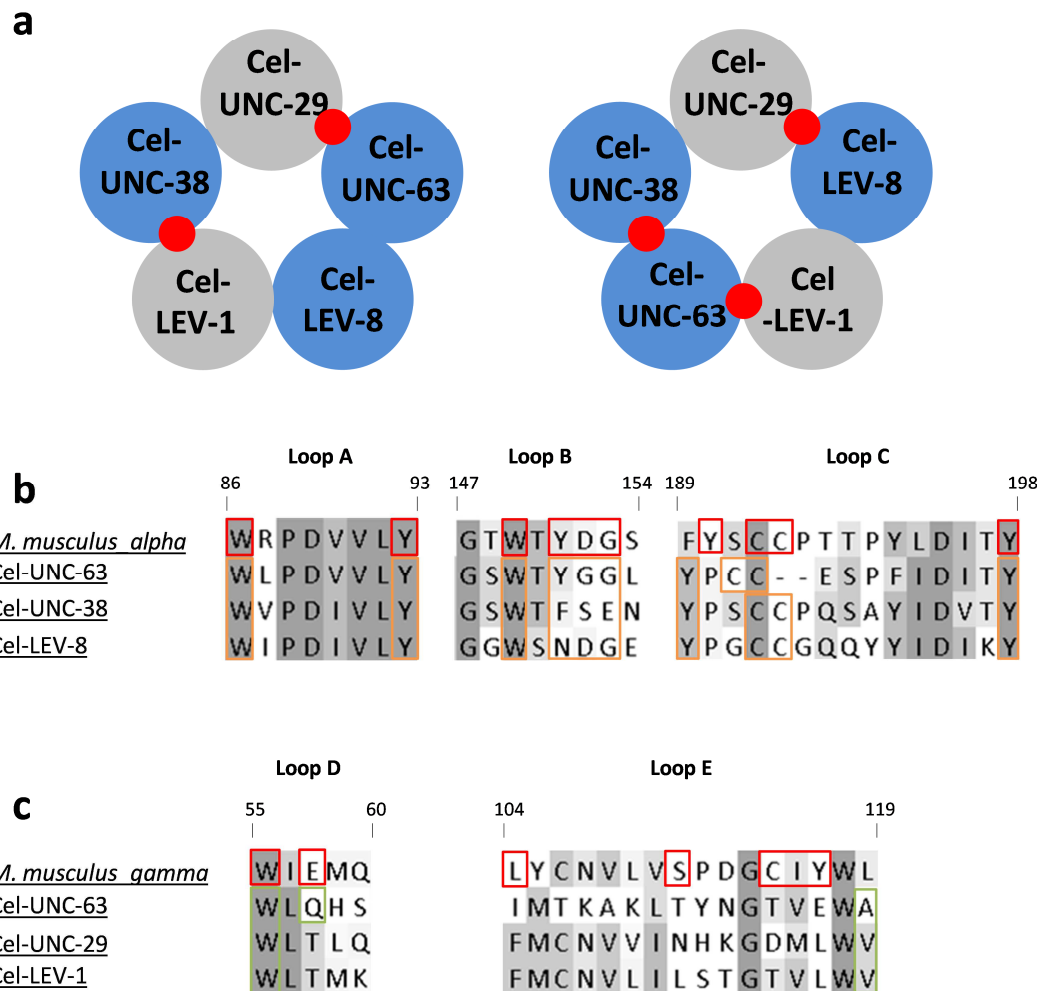 a
Cel-
UNC-29
Cel-
UNC-38
Cel-
UNC-63
Cel-
LEV-1
Cel-
LEV-8
Cel-
UNC-29
Cel-
UNC-38
Cel-
LEV-8
Cel-
UNC-63
Cel
-LEV-1
b
Loop A Loop B Loop C
86 93 147 154 189 198
M. musculus_alpha W R P D V V L Y G T W T Y D G S F Y S C C P T T P Y L D I T Y
Cel-UNC-63 W L P D V V L Y G S W T Y G G L Y P C C - - E S P F I D I T Y
Cel-UNC-38 W V P D I V L Y G S W T F S E N Y P S C C P Q S A Y I D V T Y
Cel-LEV-8 W I P D I V L Y G G W S N D G E Y P G C C G Q Q Y Y I D I K Y
c
Loop D Loop E
55 60 104 119
M. musculus_gamma W I E M Q L Y C N V L V S P D G C I Y W L
Cel-UNC-63 W L Q H S I M T K A K L T Y N G T V E W A
Cel-UNC-29 W L T L Q F M C N V V I N H K G D M L W V
Cel-LEV-1 W L T M K F M C N V L I L S T G T V L W V